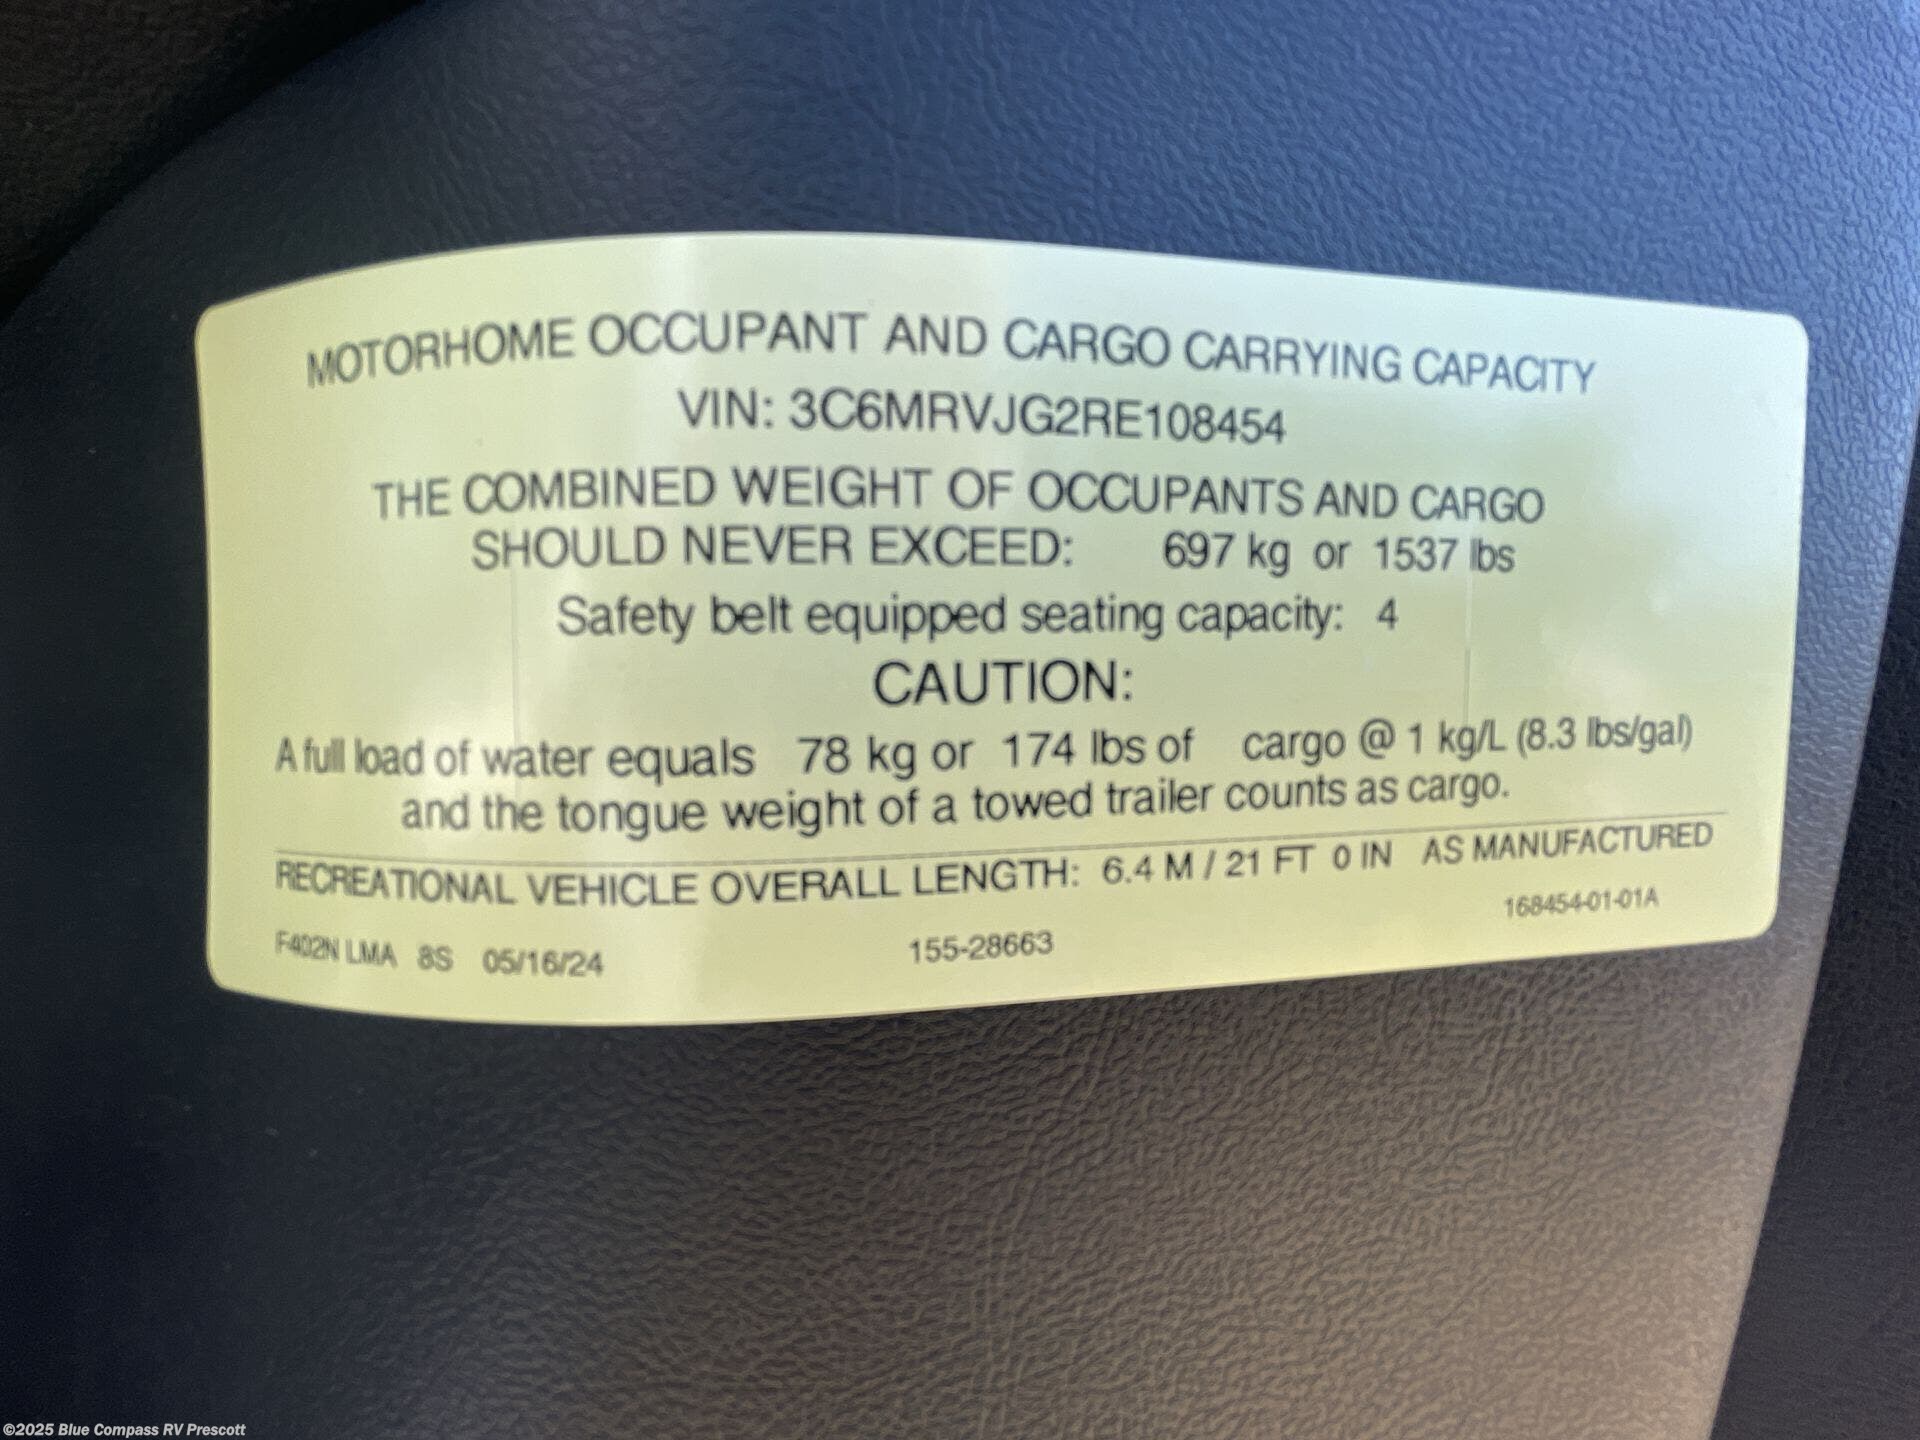 MOTORHOME OCCUPANT AND CARGO CARRYING CAPACITY
VIN: 3C6MRVJG2RE108454
THE COMBINED WEIGHT OF OCCUPANTS AND CARGO
SHOULD NEVER EXCEED: 697 kg or 1537 lbs
Safety belt equipped seating capacity: 4
CAUTION:
A full load of water equals 78 kg or 174 lbs of cargo @ 1 kg/L (8.3 lbs/gal)
and the tongue weight of a towed trailer counts as cargo.
RECREATIONAL VEHICLE OVERALL LENGTH: 6.4 M / 21 FT 0 IN AS MANUFACTURED
168454-01-01A
F402N LMA 8S 05/16/24 155-28663
©2025 Blue Compass RV Prescott